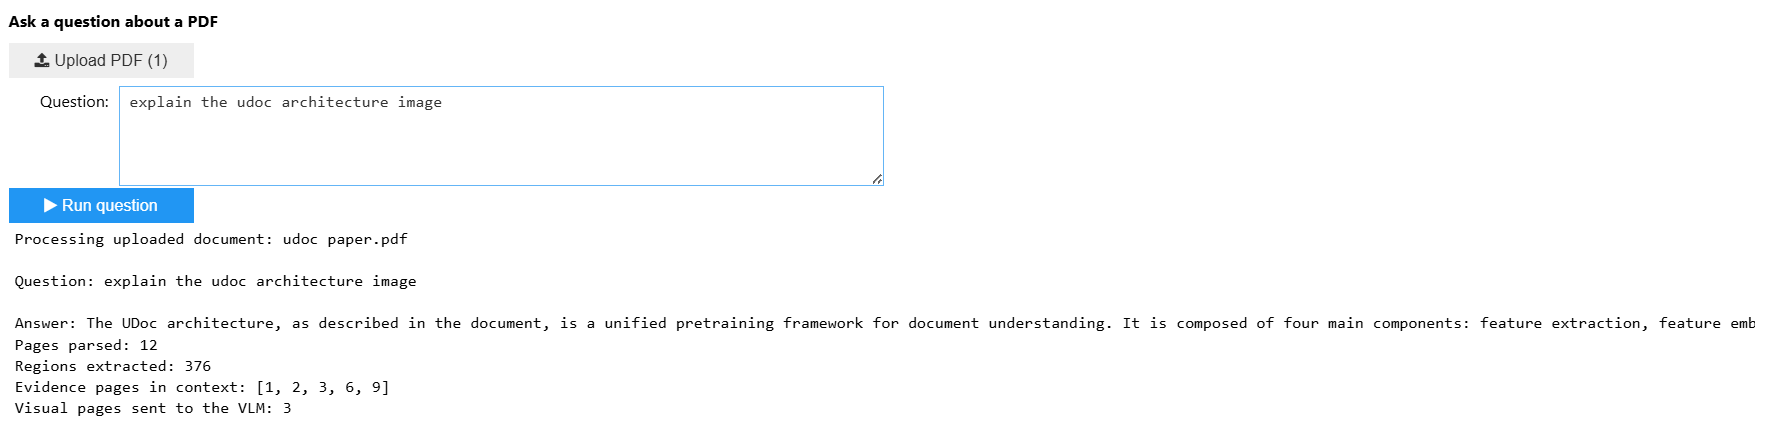 Ask a question about a PDF
Upload PDF (1)
Question:
explain the udoc architecture image
Run question
Processing uploaded document: udoc paper.pdf
Question: explain the udoc architecture image
Answer: The UDoc architecture, as described in the document, is a unified pretraining framework for document understanding. It is composed of four main components: feature extraction, feature emb
Pages parsed: 12
Regions extracted: 376
Evidence pages in context: [1, 2, 3, 6, 9]
Visual pages sent to the VLM: 3